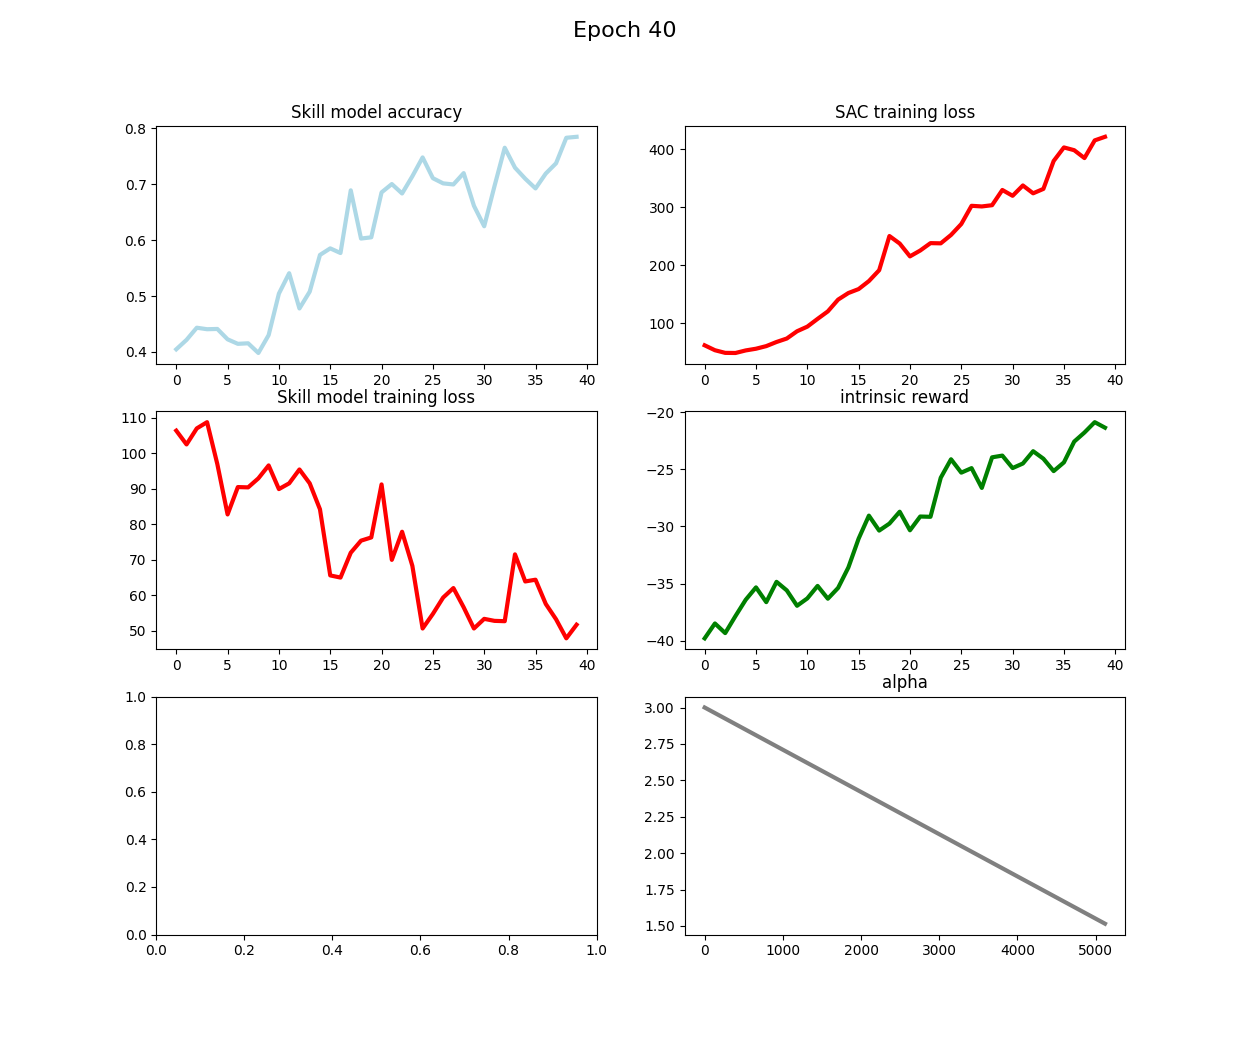 Epoch 40
Skill model accuracy
0.8
0.7
0.6
0.5
0.4
0 5 10 15 20 25 30 35 40
SAC training loss
400
300
200
100
0 5 10 15 20 25 30 35 40
Skill model training loss
110
100
90
80
70
60
50
0 5 10 15 20 25 30 35 40
intrinsic reward
−20
−25
−30
−35
−40
0 5 10 15 20 25 30 35 40
1.0
0.8
0.6
0.4
0.2
0.0
0.0 0.2 0.4 0.6 0.8 1.0
alpha
3.00
2.75
2.50
2.25
2.00
1.75
1.50
0 1000 2000 3000 4000 5000